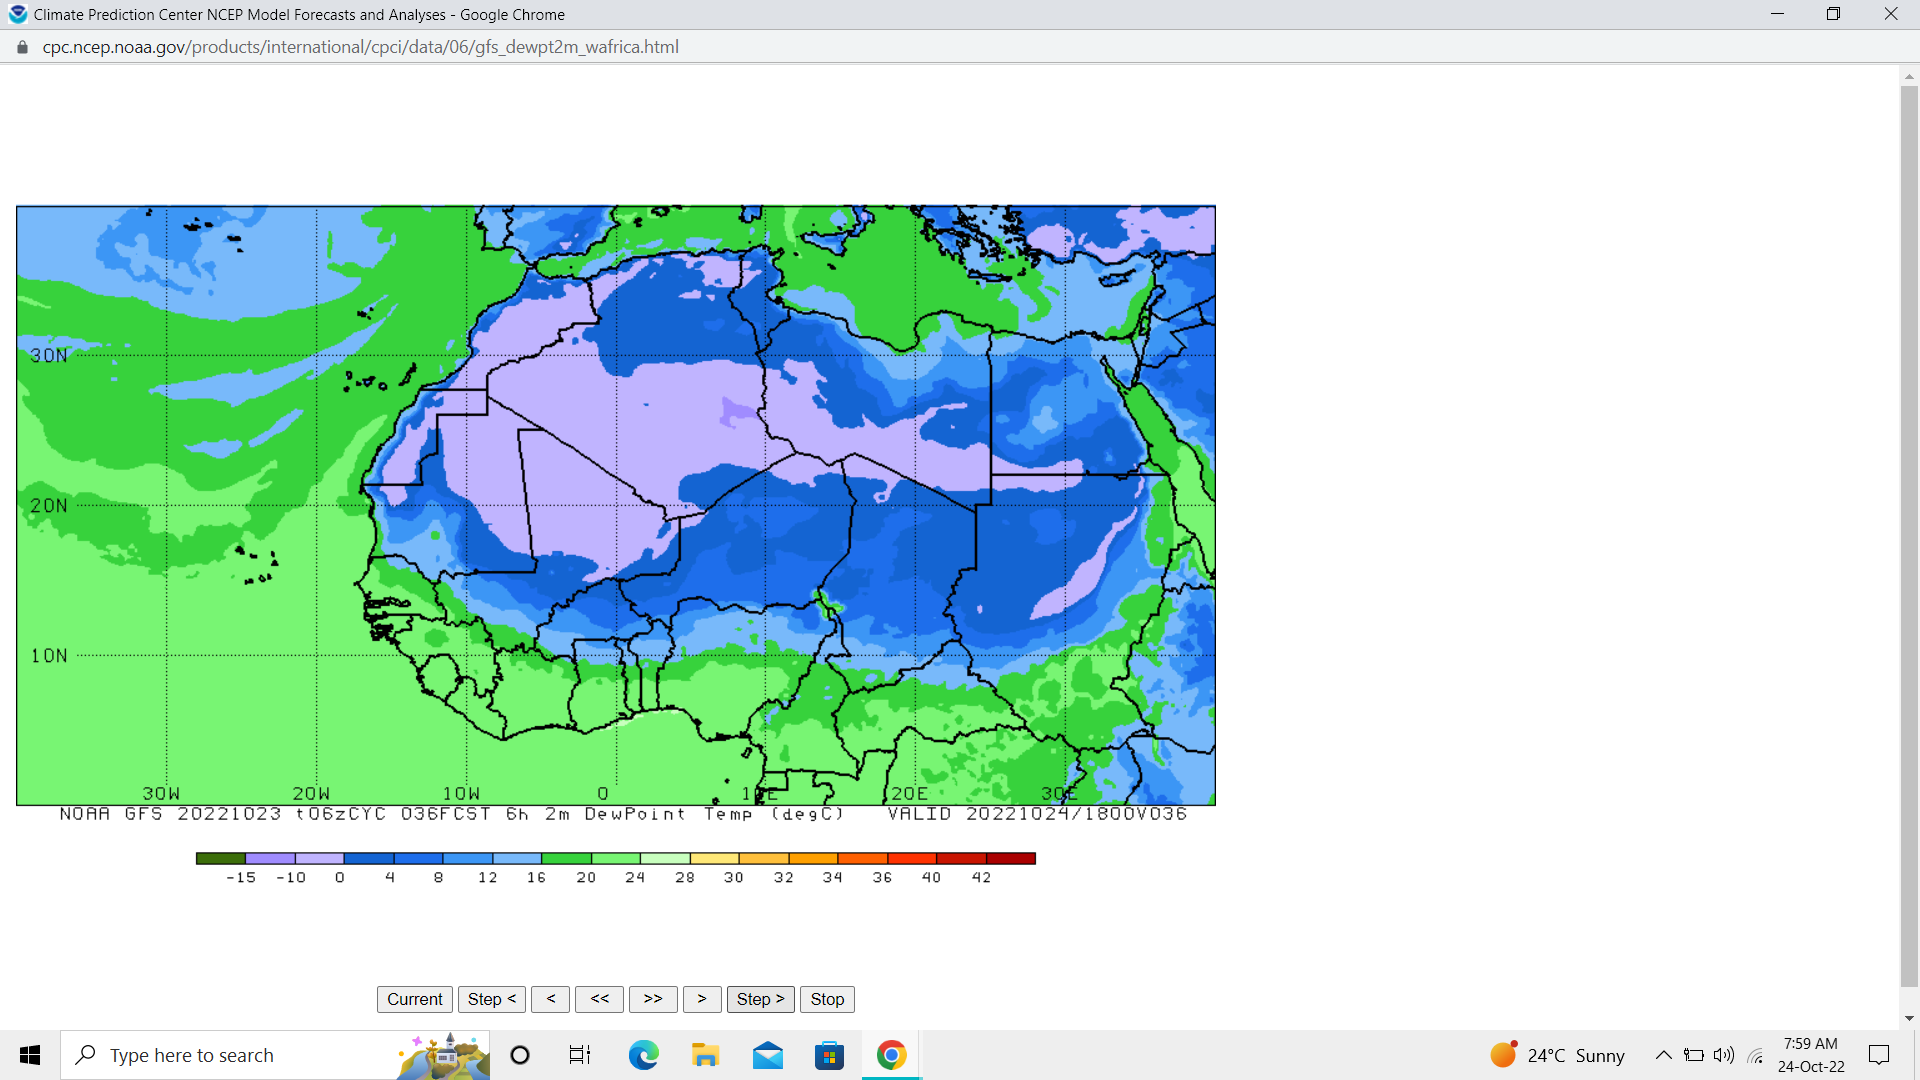 Climate Prediction Center NCEP Model Forecasts and Analyses - Google Chrome
cpc.ncep.noaa.gov/products/international/cpci/data/06/gfs_dewpt2m_wafrica.html
30N
20N
10N
30W 20W 10W 0 10E 20E 30E
NOAA GFS 20221023 t06zCYC 036FCST 6h 2m DewPoint Temp (degC) VALID 20221024/1800V036
-15 -10 0 4 8 12 16 20 24 28 30 32 34 36 40 42
Current Step < < << >> > Step > Stop
Type here to search
24°C Sunny
7:59 AM
24-Oct-22